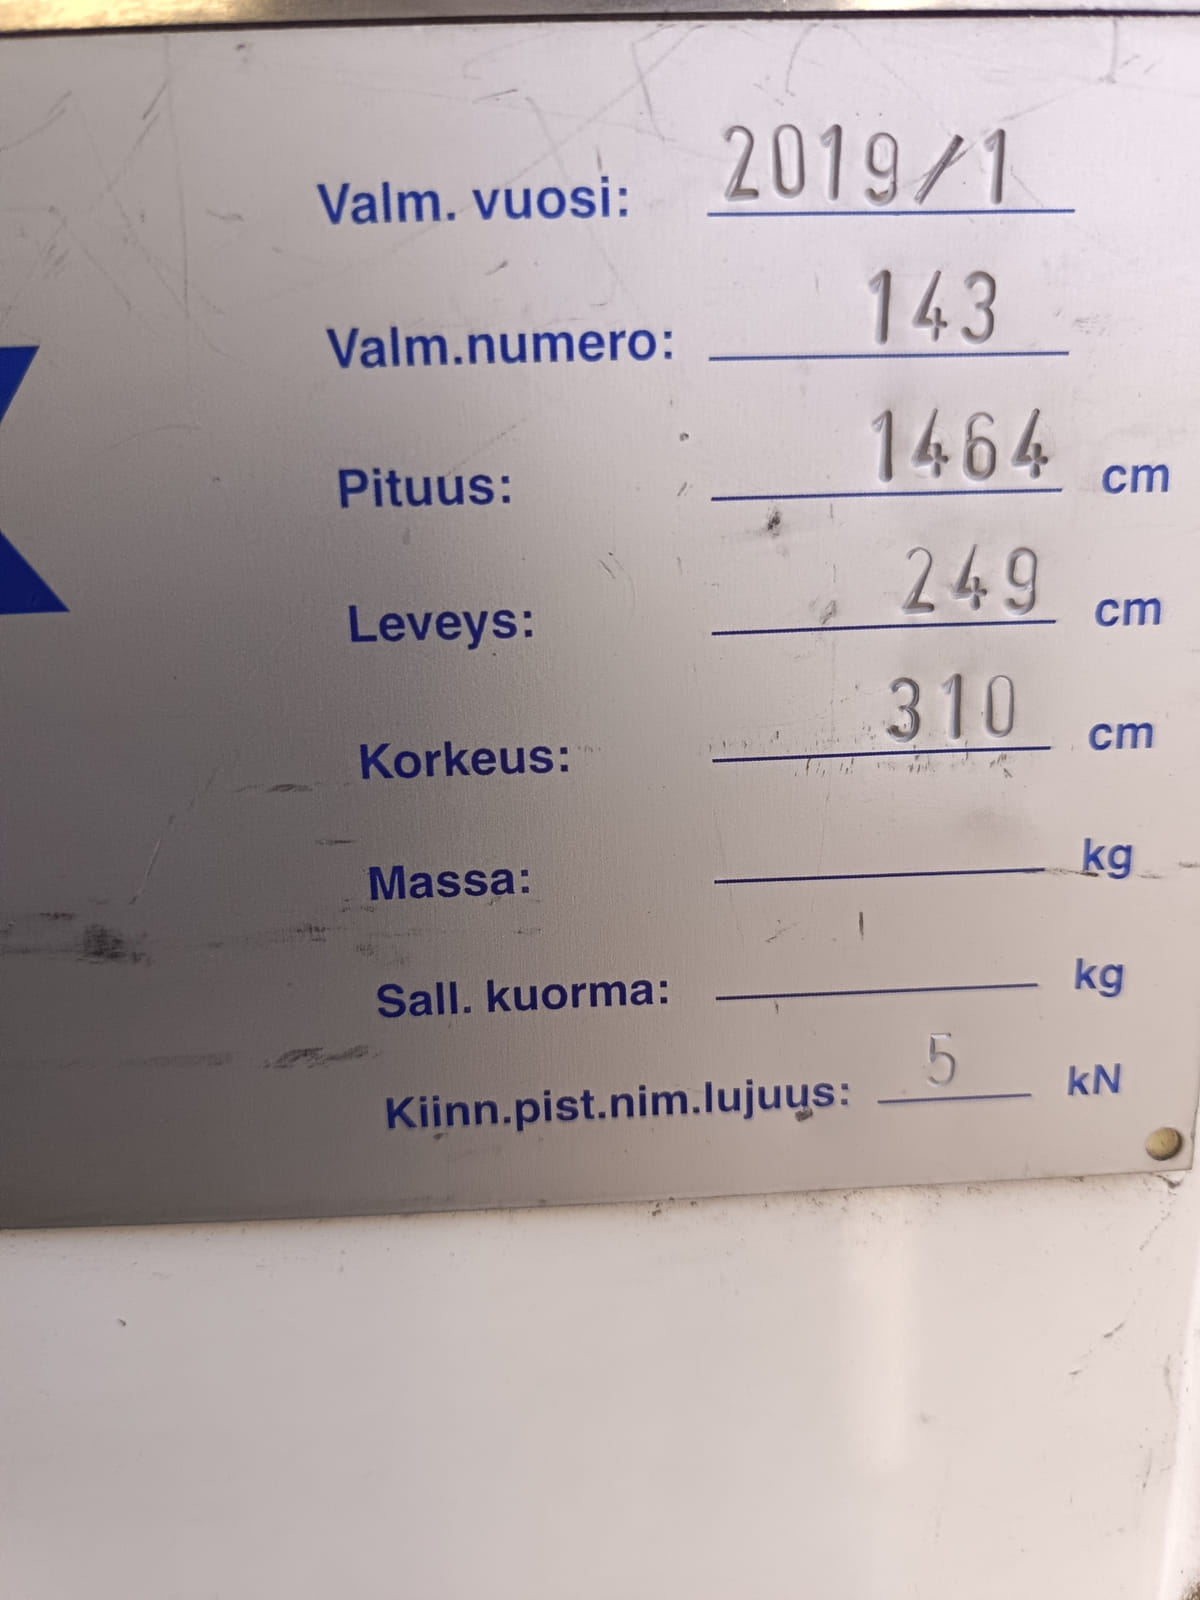 Valm. vuosi: 2019/1
Valm.numero: 143
Pituus: 1464 cm
Leveys: 249 cm
Korkeus: 310 cm
Massa: kg
Sall. kuorma: kg
Kiinn.pist.nim.lujuus: 5 kN